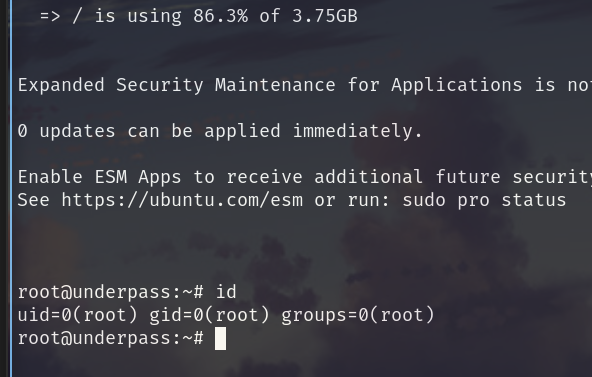 => / is using 86.3% of 3.75GB
Expanded Security Maintenance for Applications is not
0 updates can be applied immediately.
Enable ESM Apps to receive additional future security
See https://ubuntu.com/esm or run: sudo pro status
root@underpass:~# id
uid=0(root) gid=0(root) groups=0(root)
root@underpass:~#